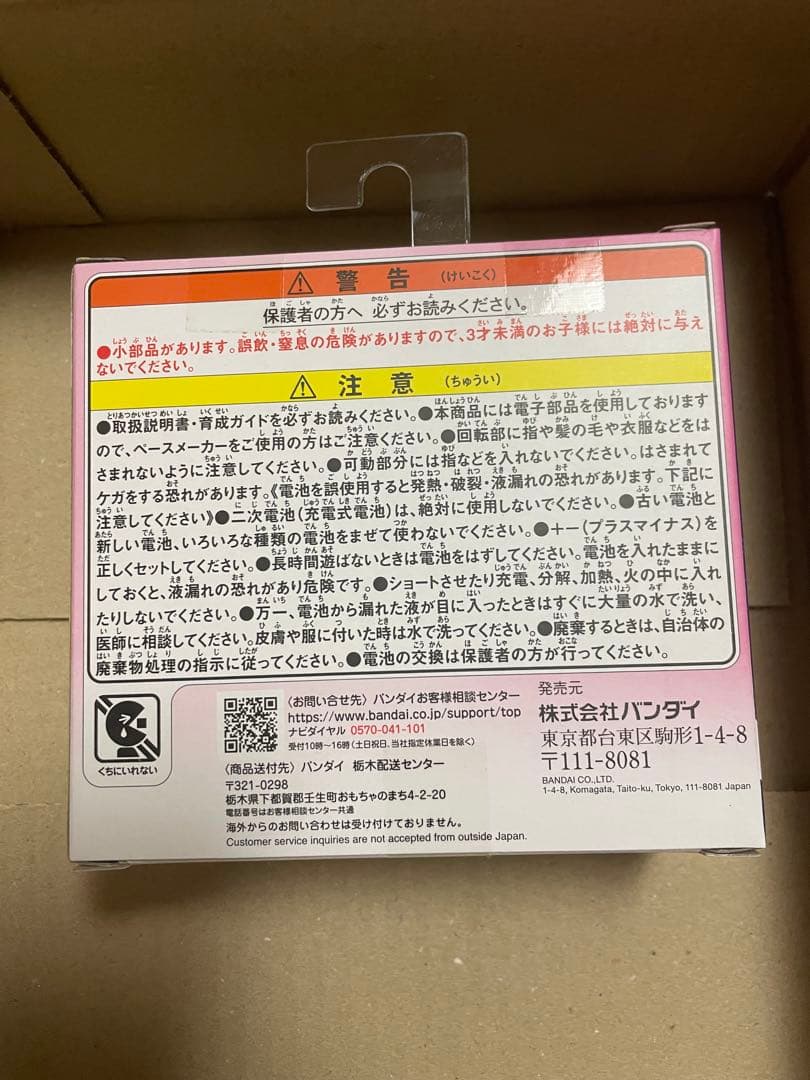 警告 (けいこく)
保護者の方へ 必ずお読みください。
●小部品があります。誤飲・窒息の危険がありますので、3才未満のお子様には絶対に与え
ないでください。
注意 (ちゅうい)
●取扱説明書・育成ガイドを必ずお読みください。●本商品には電子部品を使用しております
ので、ペースメーカーをご使用の方はご注意ください。●回転部に指や髪の毛や衣服などをは
さまれないように注意してください。●可動部分には指などを入れないでください。はさまれて
ケガをする恐れがあります。《電池を誤使用すると発熱・破裂・液漏れの恐れがあります。下記に
注意してください》●二次電池(充電式電池)は、絶対に使用しないでください。●古い電池と
新しい電池、いろいろな種類の電池をまぜて使わないでください。●+-(プラスマイナス)を
正しくセットしてください。●長時間遊ばないときは電池をはずしてください。電池を入れたままに
しておくと、液漏れの恐れがあり危険です。●ショートさせたり充電、分解、加熱、火の中に入れ
たりしないでください。●万一、電池から漏れた液が目に入ったときはすぐに大量の水で洗い、
医師に相談してください。皮膚や服に付いた時は水で洗ってください。●廃棄するときは、自治体の
廃棄物処理の指示に従ってください。●電池の交換は保護者の方が行ってください。
くちにいれない
〈お問い合せ先〉バンダイお客様相談センター
https://www.bandai.co.jp/support/top
ナビダイヤル 0570-041-101
受付10時〜16時(土日祝日、当社指定休業日を除く)
〈商品送付先〉バンダイ 栃木配送センター
〒321-0298
栃木県下都賀郡壬生町おもちゃのまち4-2-20
電話番号はお客様相談センター共通
海外からのお問い合わせは受け付けておりません。
Customer service inquiries are not accepted from outside Japan.
発売元
株式会社バンダイ
東京都台東区駒形1-4-8
〒111-8081
BANDAI CO.,LTD.
1-4-8, Komagata, Taito-ku, Tokyo, 111-8081 Japan